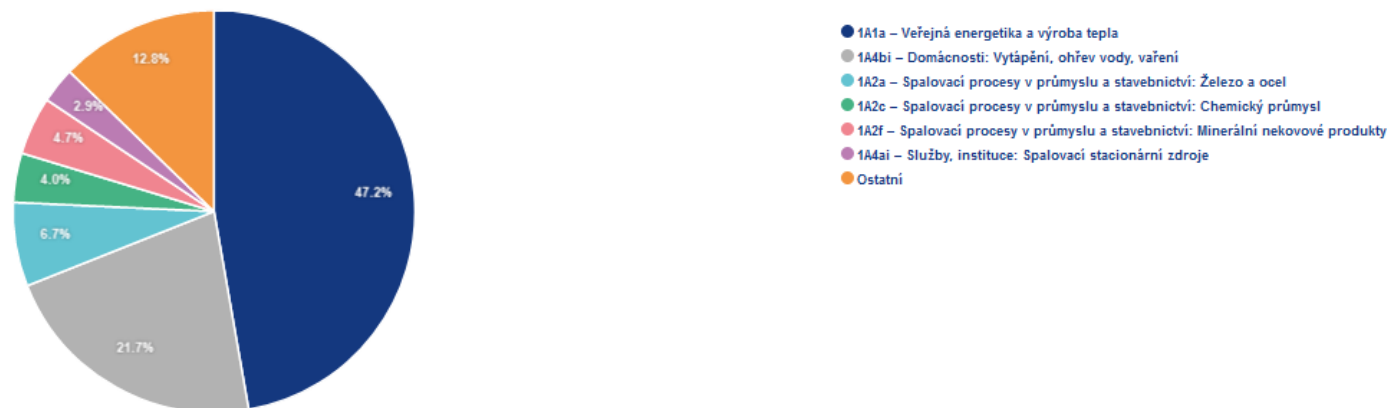 12.8%
2.9%
4.7%
4.0%
6.7%
21.7%
47.2%
1A1a – Veřejná energetika a výroba tepla
1A4bi – Domácnosti: Vytápění, ohřev vody, vaření
1A2a – Spalovací procesy v průmyslu a stavebnictví: Železo a ocel
1A2c – Spalovací procesy v průmyslu a stavebnictví: Chemický průmysl
1A2f – Spalovací procesy v průmyslu a stavebnictví: Minerální nekovové produkty
1A4ai – Služby, instituce: Spalovací stacionární zdroje
Ostatní